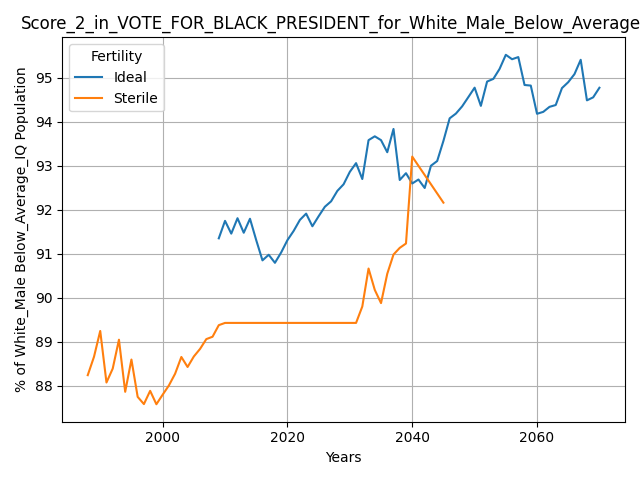 Score_2_in_VOTE_FOR_BLACK_PRESIDENT_for_White_Male_Below_Average
Fertility
Ideal
Sterile
% of White_Male Below_Average_IQ Population
95
94
93
92
91
90
89
88
2000 2020 2040 2060
Years